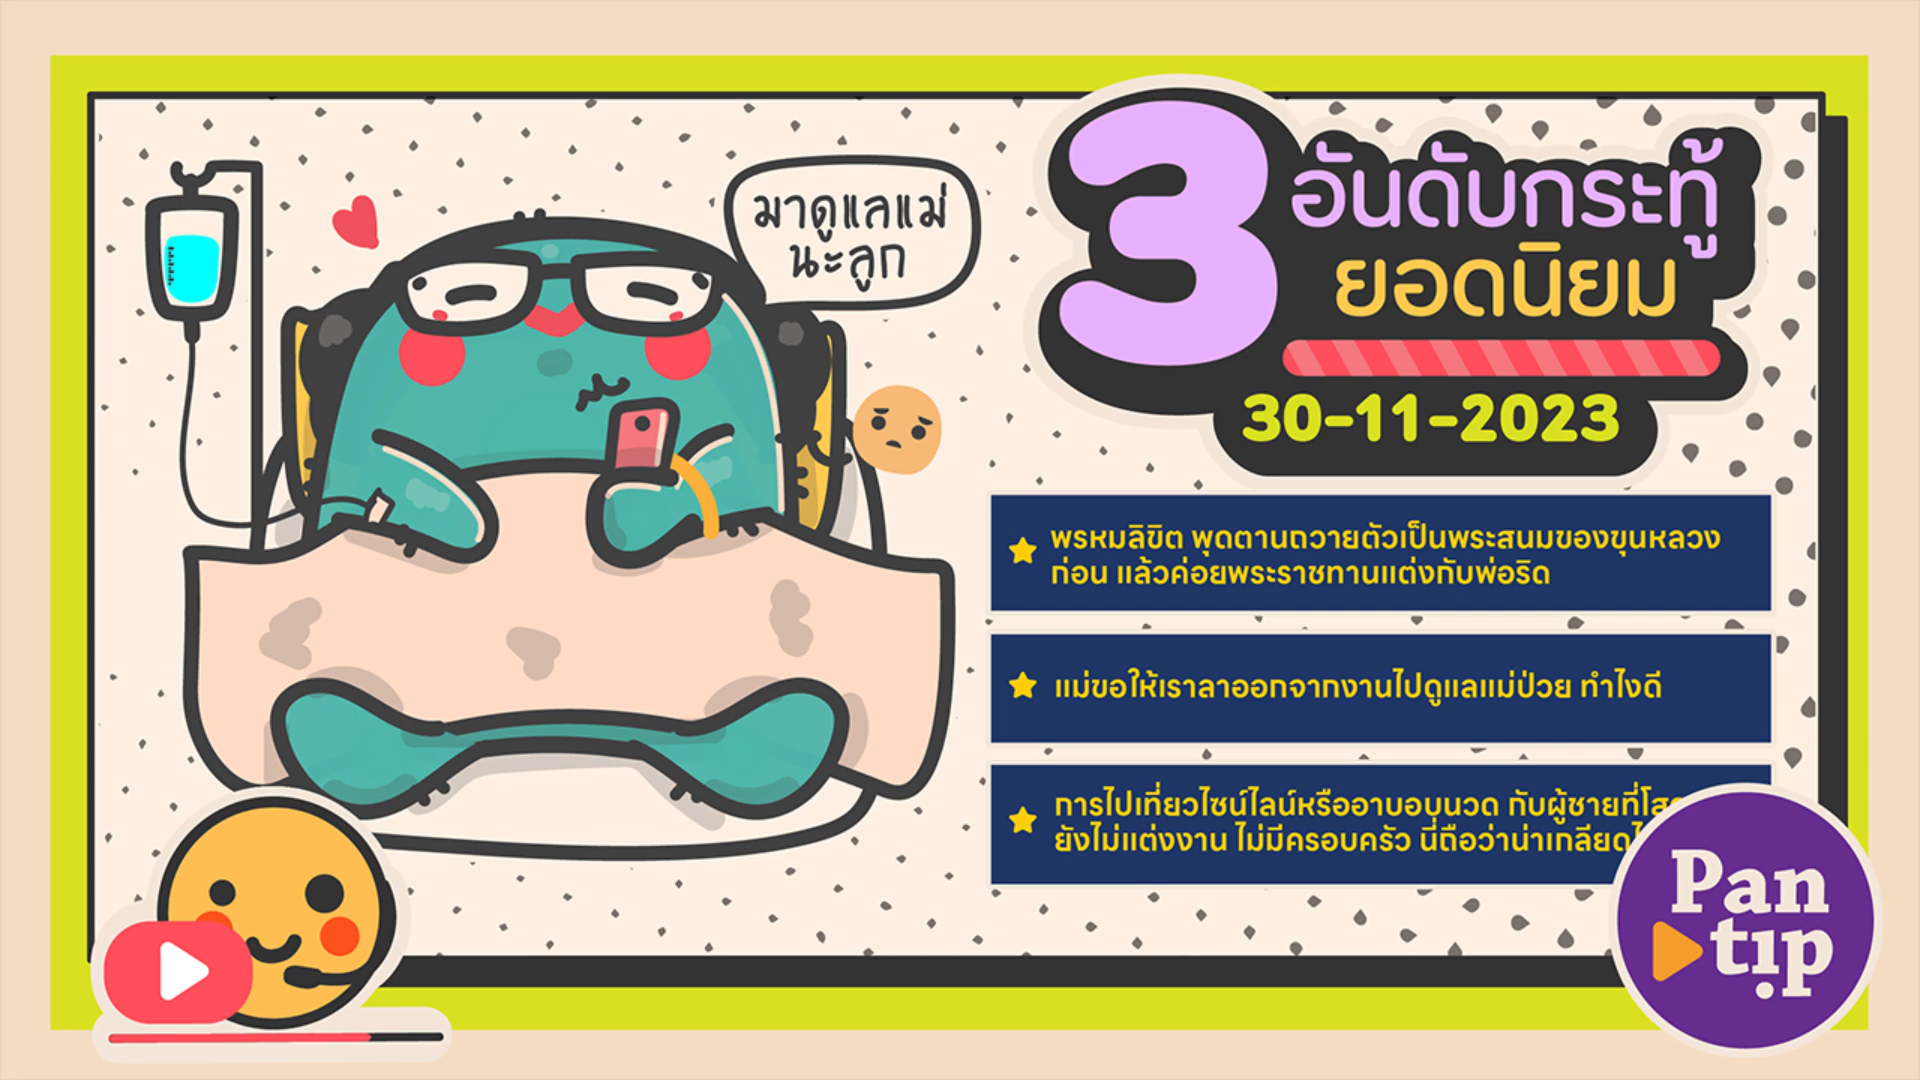 มาดูแลแม่
นะลูก
3 อันดับกระทู้
ยอดนิยม
30-11-2023
พรหมลิขิต พุดตานถวายตัวเป็นพระสนมของขุนหลวง
ก่อน แล้วค่อยพระราชทานแต่งกับพ่อริด
แม่ขอให้เราลาออกจากงานไปดูแลแม่ป่วย ทำไงดี
การไปเที่ยวไซน์ไลน์หรืออาบอบนวด กับผู้ชายที่
ยังไม่แต่งงาน ไม่มีครอบครัว นี่ถือว่าน่าเกลียด
Pan
tip